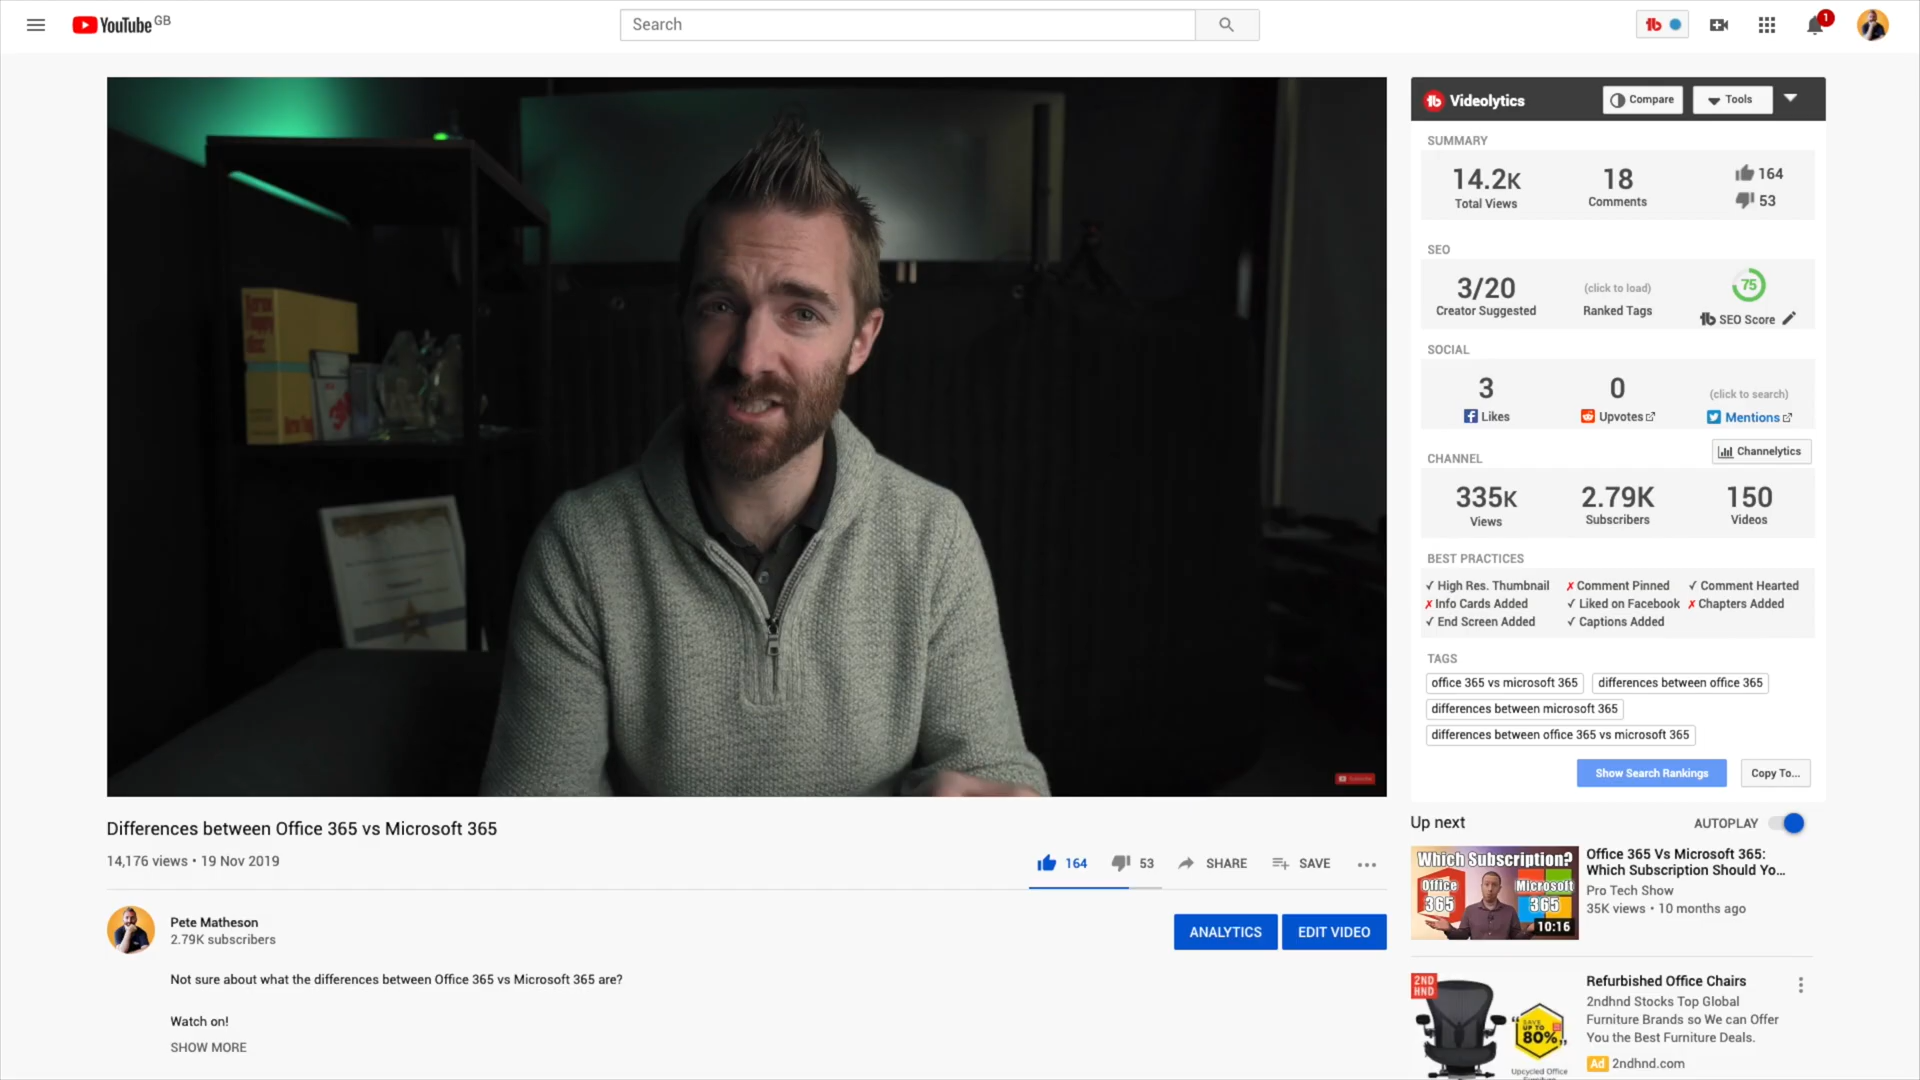 YouTube GB
Search
1
Videolytics
Compare
Tools
SUMMARY
14.2K
Total Views
18
Comments
164
53
SEO
3/20
Creator Suggested
(click to load)
Ranked Tags
75
SEO Score
SOCIAL
3
Likes
0
Upvotes
(click to search)
Mentions
CHANNEL
Channelytics
335K
Views
2.79K
Subscribers
150
Videos
BEST PRACTICES
✓ High Res. Thumbnail ✗ Comment Pinned ✓ Comment Hearted
✗ Info Cards Added ✓ Liked on Facebook ✗ Chapters Added
✓ End Screen Added ✓ Captions Added
TAGS
office 365 vs microsoft 365
differences between office 365
differences between microsoft 365
differences between office 365 vs microsoft 365
Show Search Rankings
Copy To...
Differences between Office 365 vs Microsoft 365
14,176 views • 19 Nov 2019
164
53
SHARE
SAVE
Pete Matheson
2.79K subscribers
ANALYTICS
EDIT VIDEO
Not sure about what the differences between Office 365 vs Microsoft 365 are?
Watch on!
SHOW MORE
Up next
AUTOPLAY
Which Subscription?
Office 365
Microsoft 365
10:16
Office 365 Vs Microsoft 365:
Which Subscription Should Yo...
Pro Tech Show
35K views • 10 months ago
2ND
HND
SAVE
UP TO
80%
Upcycled Office
Refurbished Office Chairs
2ndhnd Stocks Top Global
Furniture Brands so We can Offer
You the Best Furniture Deals.
Ad 2ndhnd.com